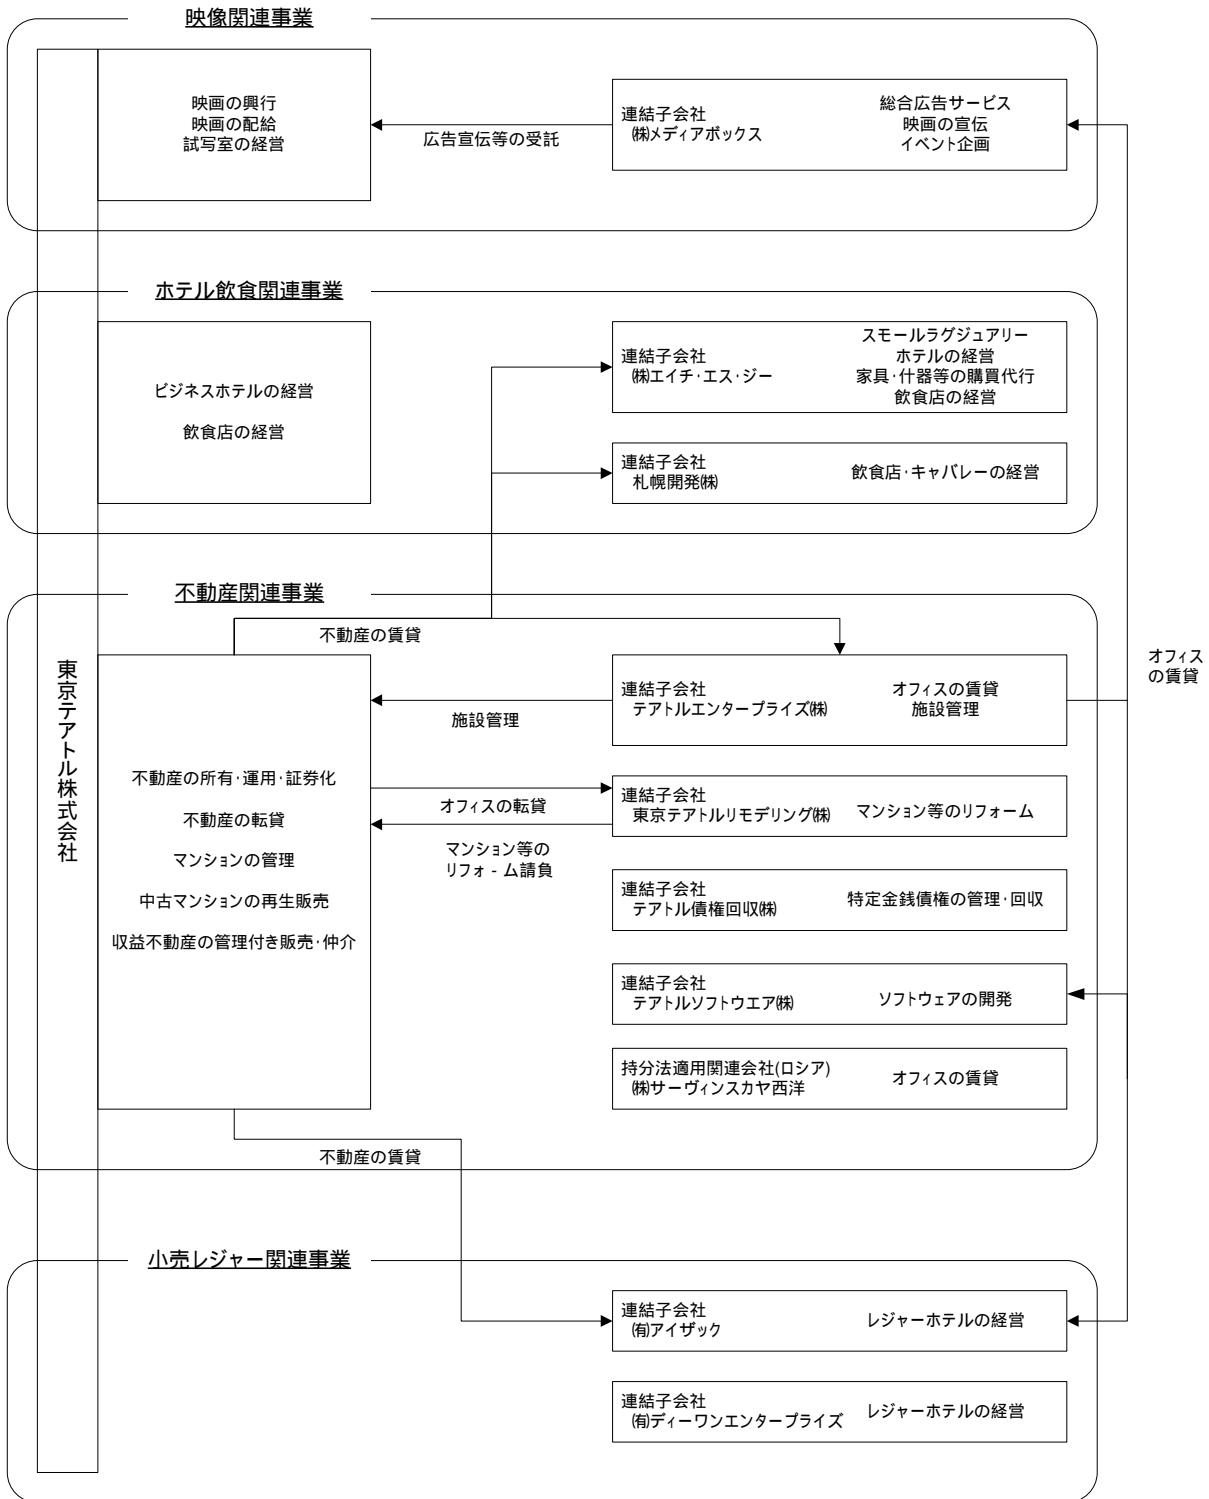 映像関連事業
映画の興行
映画の配給
試写室の経営
広告宣伝等の受託
連結子会社
㈱メディアボックス
総合広告サービス
映画の宣伝
イベント企画
ホテル飲食関連事業
ビジネスホテルの経営
飲食店の経営
連結子会社
㈱エイチ・エス・ジー
スモールラグジュアリー
ホテルの経営
家具・什器等の購買代行
飲食店の経営
連結子会社
札幌開発㈱
飲食店・キャバレーの経営
不動産関連事業
不動産の賃貸
東京テアトル株式会社
不動産の所有・運用・証券化
不動産の転貸
マンションの管理
中古マンションの再生販売
収益不動産の管理付き販売・仲介
施設管理
オフィスの転貸
マンション等の
リフォ-ム請負
連結子会社
テアトルエンタープライズ㈱
オフィスの賃貸
施設管理
オフィス
の賃貸
連結子会社
東京テアトルリモデリング㈱
マンション等のリフォーム
連結子会社
テアトル債権回収㈱
特定金銭債権の管理・回収
連結子会社
テアトルソフトウエア㈱
ソフトウェアの開発
持分法適用関連会社(ロシア)
㈱サーヴィンスカヤ西洋
オフィスの賃貸
不動産の賃貸
小売レジャー関連事業
連結子会社
㈲アイザック
レジャーホテルの経営
連結子会社
㈲ディーワンエンタープライズ
レジャーホテルの経営